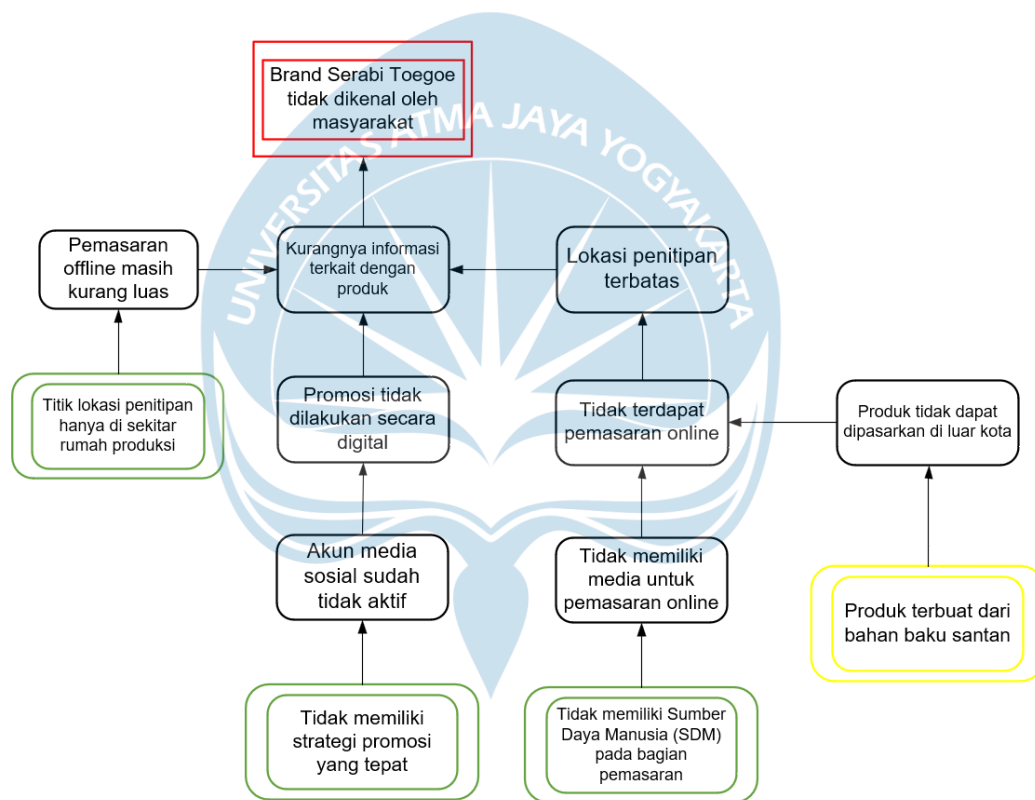 Brand Serabi Toegoe
tidak dikenal oleh
masyarakat
UNIVERSITAS ATMA JAYA YOGYAKARTA
Pemasaran
offline masih
kurang luas
Kurangnya informasi
terkait dengan
produk
Lokasi penitipan
terbatas
Titik lokasi penitipan
hanya di sekitar
rumah produksi
Promosi tidak
dilakukan secara
digital
Tidak terdapat
pemasaran online
Produk tidak dapat
dipasarkan di luar kota
Akun media
sosial sudah
tidak aktif
Tidak memiliki
media untuk
pemasaran online
Produk terbuat dari
bahan baku santan
Tidak memiliki
strategi promosi
yang tepat
Tidak memiliki Sumber
Daya Manusia (SDM)
pada bagian
pemasaran